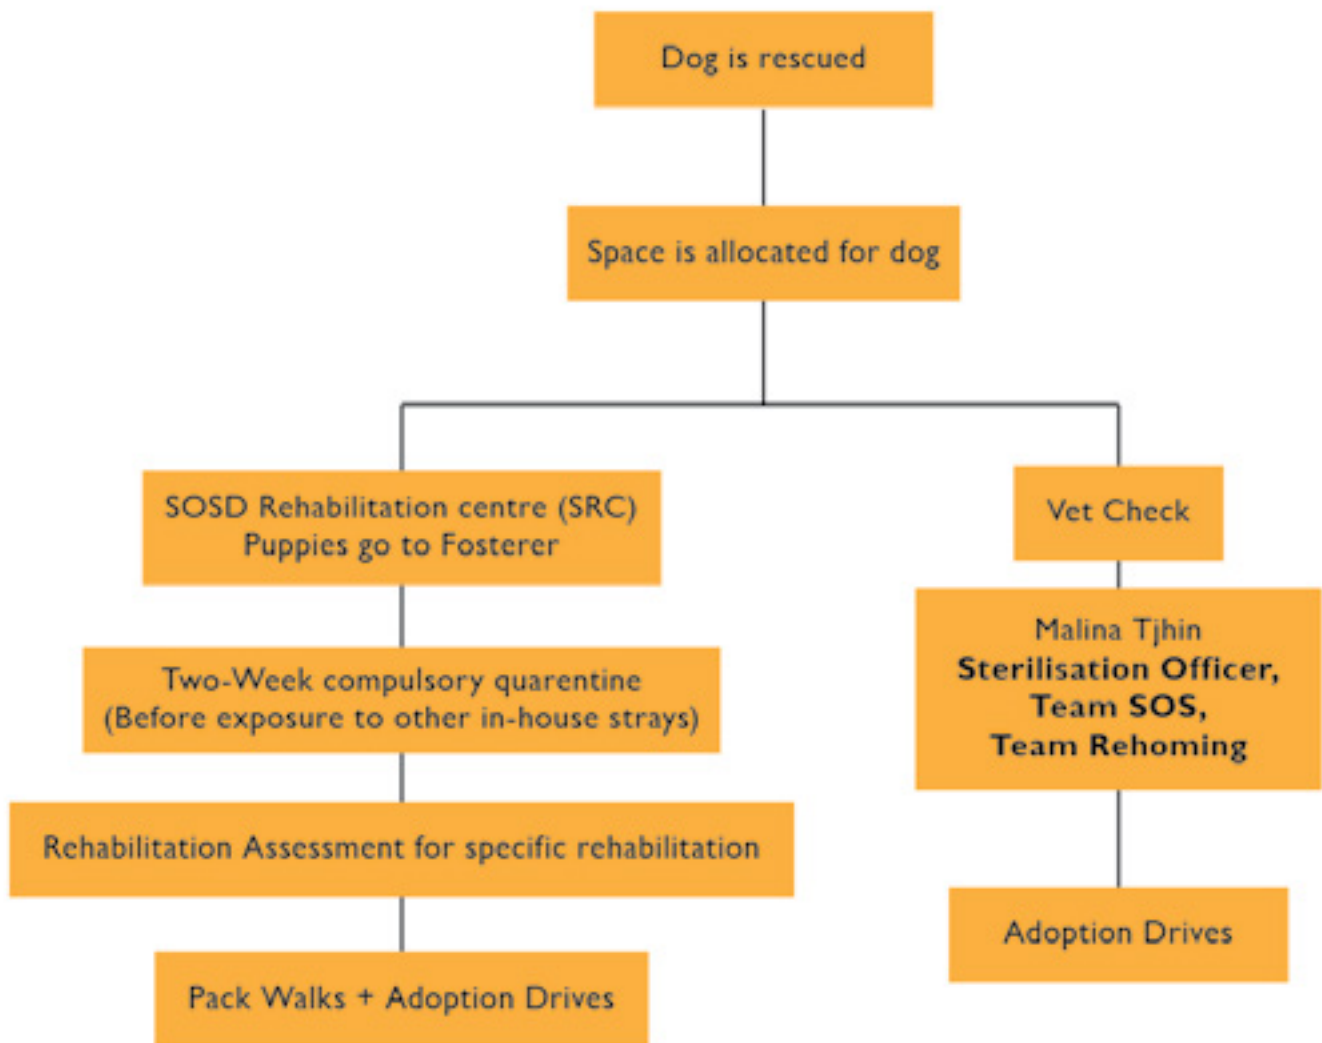 Dog is rescued
Space is allocated for dog
SOSD Rehabilitation centre (SRC)
Puppies go to Fosterer
Two-Week compulsory quarentine
(Before exposure to other in-house strays)
Rehabilitation Assessment for specific rehabilitation
Pack Walks + Adoption Drives
Vet Check
Malina Tjhin
Sterilisation Officer,
Team SOS,
Team Rehoming
Adoption Drives